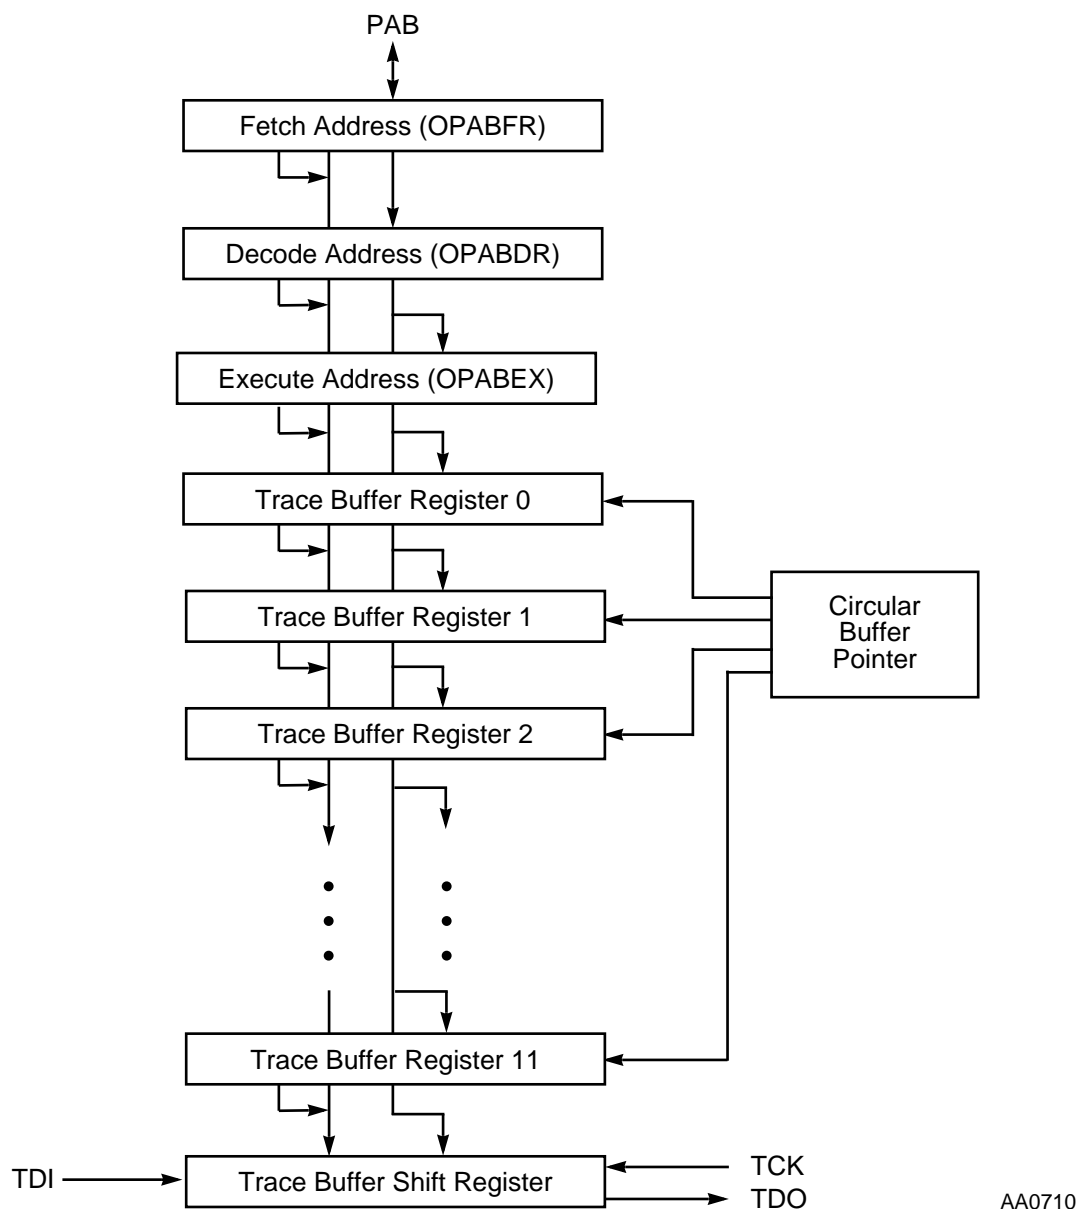 PAB
Fetch Address (OPABFR)
Decode Address (OPABDR)
Execute Address (OPABEX)
Trace Buffer Register 0
Trace Buffer Register 1
Circular
Buffer
Pointer
Trace Buffer Register 2
Trace Buffer Register 11
TDI
Trace Buffer Shift Register
TCK
TDO
AA0710